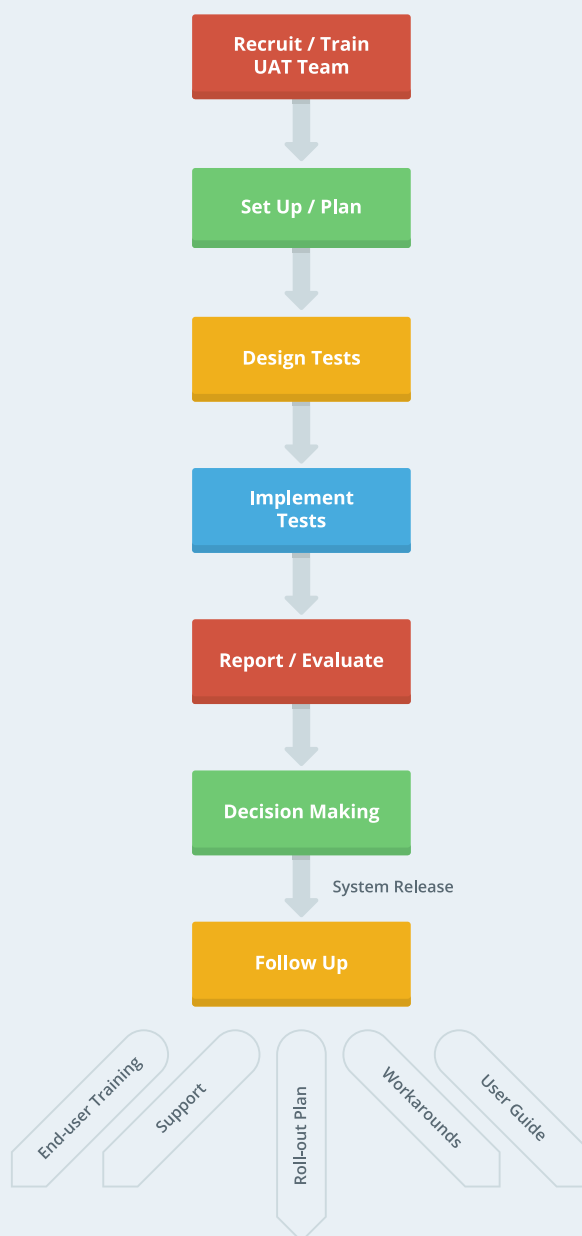 Recruit / Train
UAT Team
Set Up / Plan
Design Tests
Implement
Tests
Report / Evaluate
Decision Making
System Release
Follow Up
End-user Training
Support
Roll-out Plan
Workarounds
User Guide